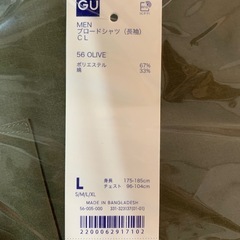 GU
MEN
ブロードシャツ(長袖)
CL
56 OLIVE
ポリエステル 67%
綿 33%
L 身長 175-185cm
S/M/L/XL チェスト 96-104cm
MADE IN BANGLADESH
2200062917102